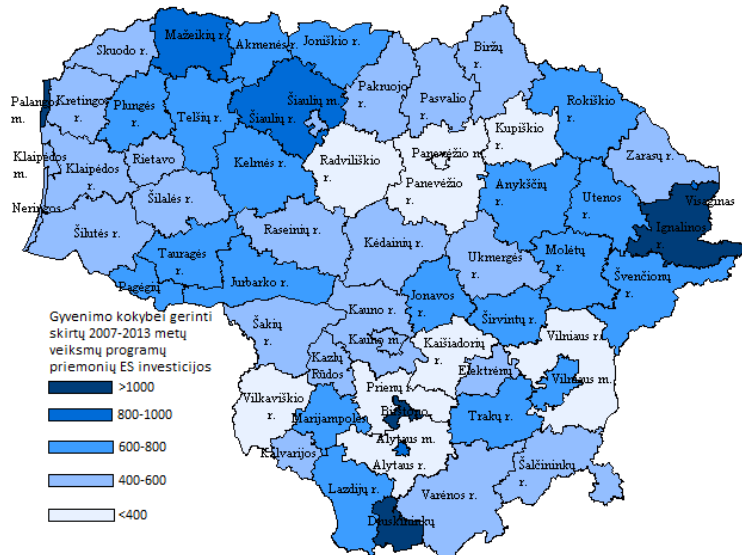 Skuodo r.
Mažeikių r.
Akmenės r.
Joniškio r.
Biržų r.
Pakruojo r.
Pasvalio r.
Palangos m.
Kretingos r.
Plungės r.
Telšių r.
Šiaulių m.
Šiaulių r.
Rokiškio r.
Kupiškio r.
Klaipėdos m.
Klaipėdos r.
Rietavo
Kelmės r.
Radviliškio r.
Panevėžio m.
Panevėžio r.
Zarasų r.
Anykščių r.
Utenos r.
Visaginas
Ignalinos r.
Neringos
Šilutės r.
Šilalės r.
Raseinių r.
Kėdainių r.
Ukmergės r.
Molėtų r.
Švenčionų r.
Tauragės r.
Pagėgių
Jurbarko r.
Jonavos r.
Širvintų r.
Kauno r.
Kauno m.
Šakių r.
Kaišiadorių r.
Vilniaus r.
Vilniaus m.
Elektrėnų
Kazlų
Rūdos
Prienų r.
Birštono
Vilkaviškio r.
Marijampolės
Trakų r.
Alytaus m.
Alytaus r.
Kalvarijos
Lazdijų r.
Varėnos r.
Šalčininkų r.
Druskininkų
Gyvenimo kokybei gerinti
skirtų 2007-2013 metų
veiksmų programų
priemonių ES investicijos
>1000
800-1000
600-800
400-600
<400